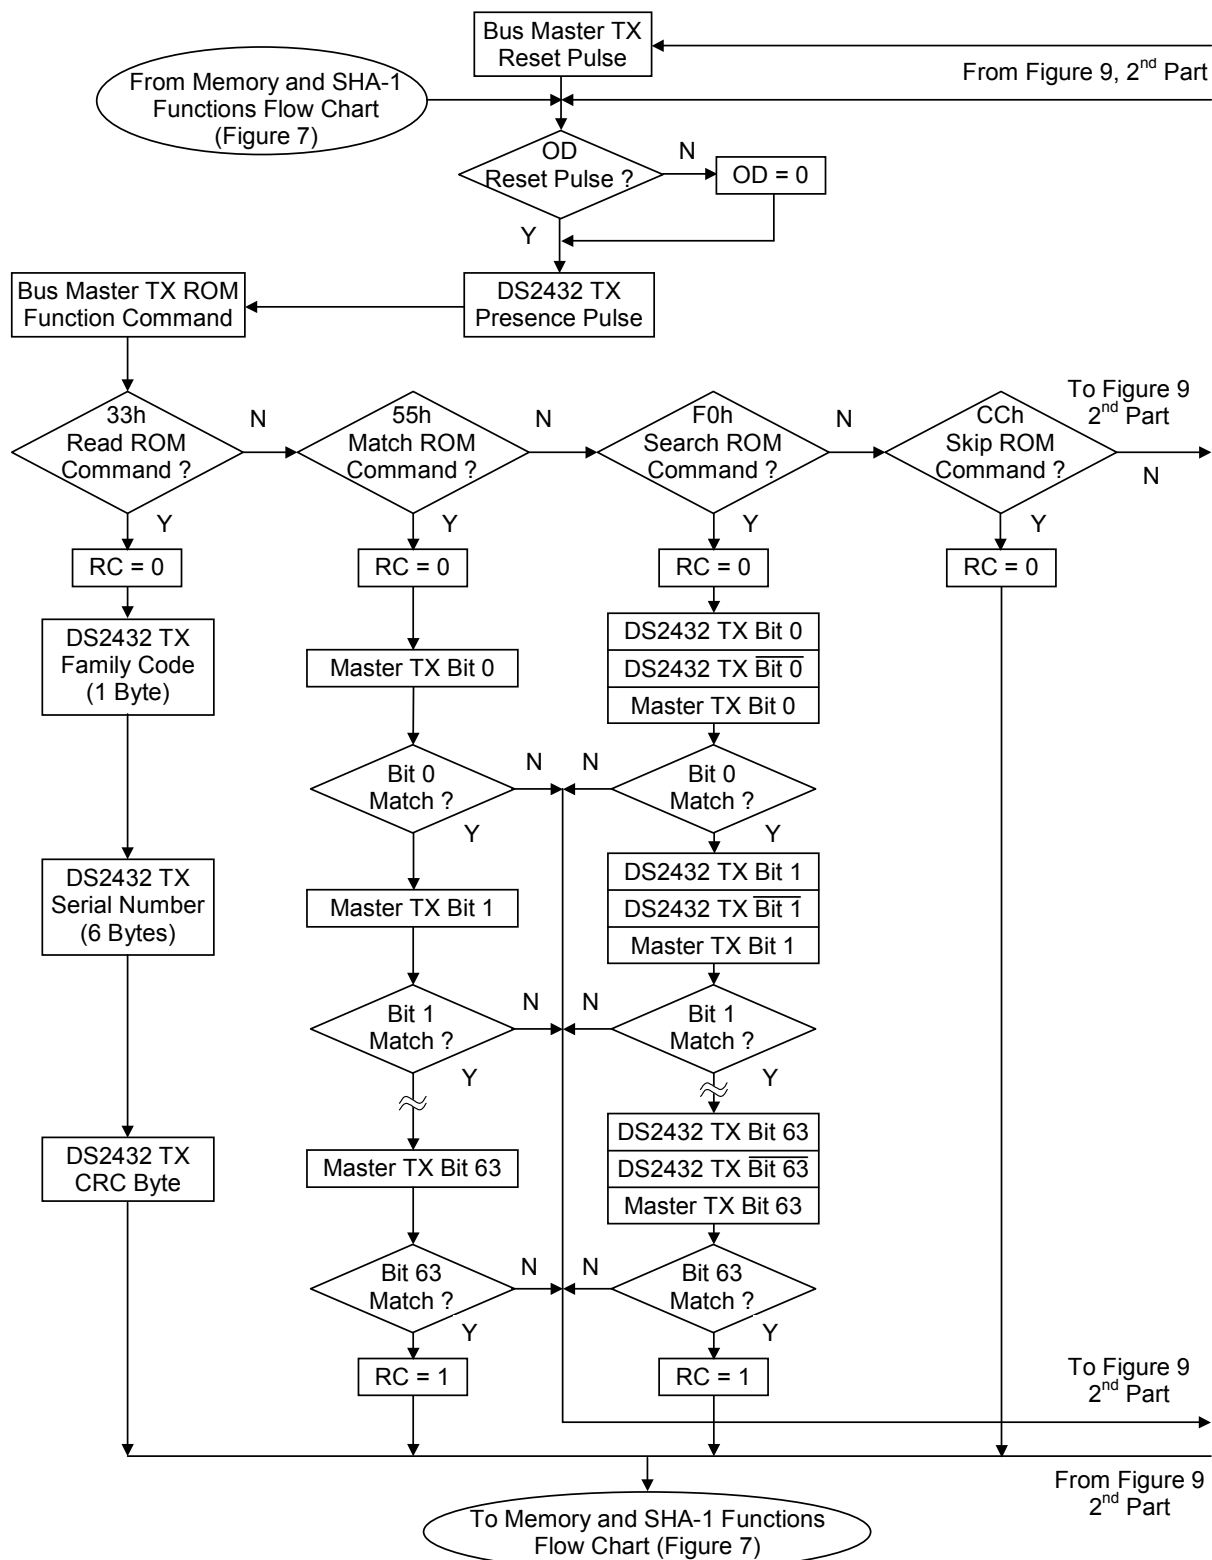 Bus Master TX
Reset Pulse
From Figure 9, 2nd Part
From Memory and SHA-1
Functions Flow Chart
(Figure 7)
OD
Reset Pulse ?
N
OD = 0
Y
Bus Master TX ROM
Function Command
DS2432 TX
Presence Pulse
33h
Read ROM
Command ?
N
55h
Match ROM
Command ?
N
F0h
Search ROM
Command ?
N
CCh
Skip ROM
Command ?
To Figure 9
2nd Part
N
Y
Y
Y
Y
RC = 0
RC = 0
RC = 0
RC = 0
DS2432 TX
Family Code
(1 Byte)
Master TX Bit 0
DS2432 TX Bit 0
DS2432 TX B̅i̅t̅ ̅0̅
Master TX Bit 0
Bit 0
Match ?
N
N
Bit 0
Match ?
Y
Y
DS2432 TX
Serial Number
(6 Bytes)
Master TX Bit 1
DS2432 TX Bit 1
DS2432 TX B̅i̅t̅ ̅1̅
Master TX Bit 1
Bit 1
Match ?
N
N
Bit 1
Match ?
Y
Y
DS2432 TX
CRC Byte
Master TX Bit 63
DS2432 TX Bit 63
DS2432 TX B̅i̅t̅ ̅6̅3̅
Master TX Bit 63
Bit 63
Match ?
N
N
Bit 63
Match ?
Y
Y
RC = 1
RC = 1
To Figure 9
2nd Part
From Figure 9
2nd Part
To Memory and SHA-1 Functions
Flow Chart (Figure 7)